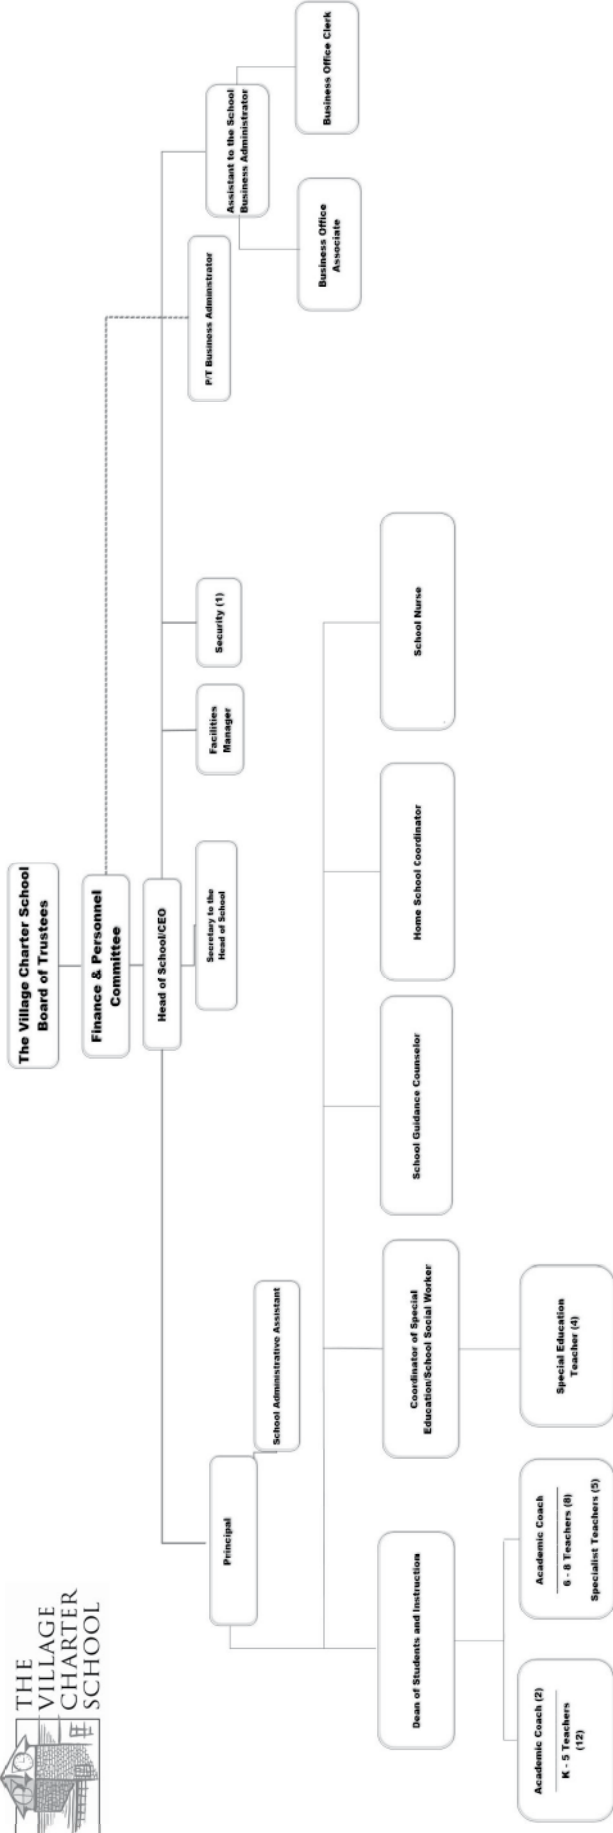 THE
VILLAGE
CHARTER
SCHOOL
The Village Charter School
Board of Trustees
Finance & Personnel
Committee
Head of School/CEO
Secretary to the
Head of School
Facilities
Manager
Security (1)
P/T Business Administrator
Assistant to the School
Business Administrator
Business Office
Associate
Business Office Clerk
Principal
School Administrative Assistant
Dean of Students and Instruction
Coordinator of Special
Education/School Social Worker
School Guidance Counselor
Home School Coordinator
School Nurse
Academic Coach (2)
K - 5 Teachers
(12)
Academic Coach
6 - 8 Teachers (8)
Specialist Teachers (5)
Special Education
Teacher (4)